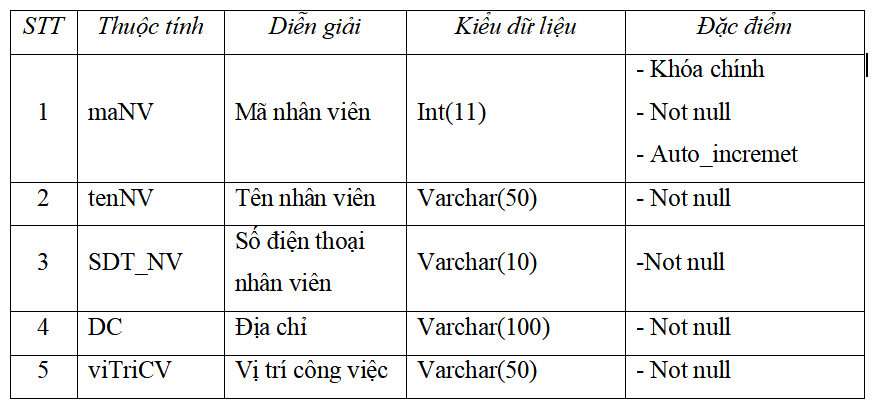 STT Thuộc tính Diễn giải Kiểu dữ liệu Đặc điểm
1 maNV Mã nhân viên Int(11) - Khóa chính
- Not null
- Auto_incremet
2 tenNV Tên nhân viên Varchar(50) - Not null
3 SDT_NV Số điện thoại
nhân viên Varchar(10) -Not null
4 DC Địa chỉ Varchar(100) - Not null
5 viTriCV Vị trí công việc Varchar(50) - Not null